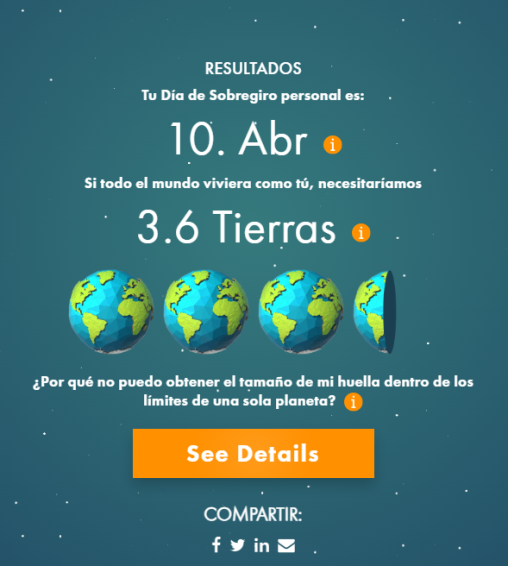 RESULTADOS
Tu Día de Sobregiro personal es:
10. Abr
Si todo el mundo viviera como tú, necesitaríamos
3.6 Tierras
¿Por qué no puedo obtener el tamaño de mi huella dentro de los
límites de una sola planeta?
See Details
COMPARTIR: